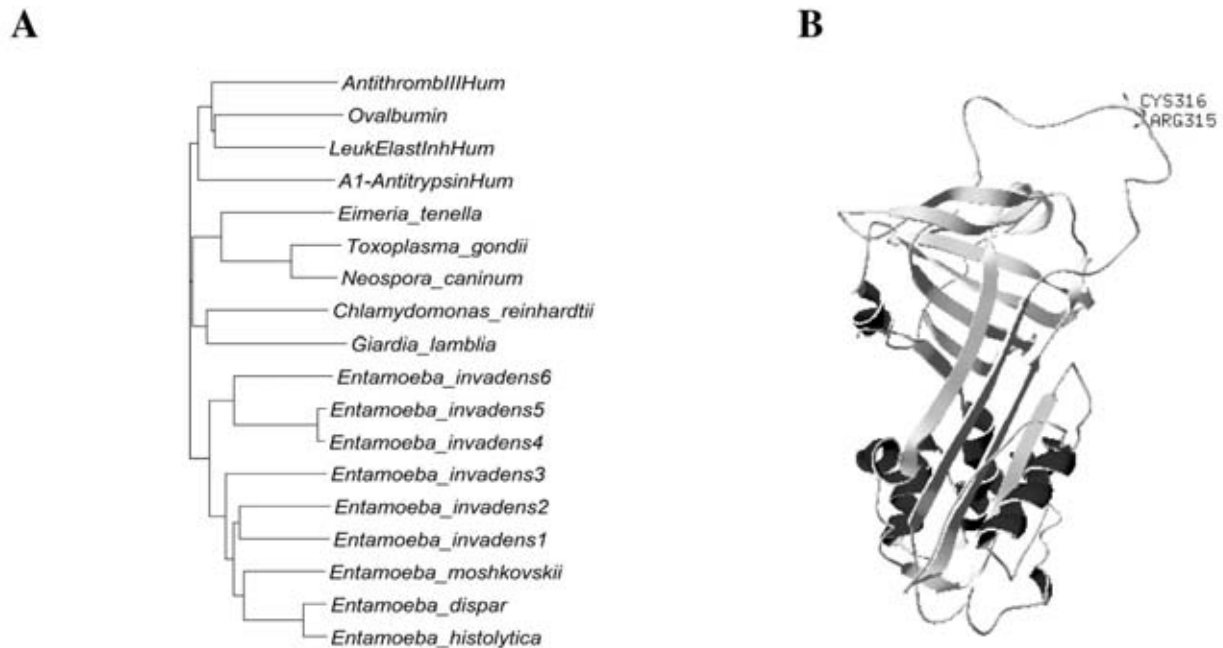 A
B
AntithrombIIIHum
Ovalbumin
LeukElastInhHum
A1-AntitrypsinHum
Eimeria_tenella
Toxoplasma_gondii
Neospora_caninum
Chlamydomonas_reinhardtii
Giardia_lamblia
Entamoeba_invadens6
Entamoeba_invadens5
Entamoeba_invadens4
Entamoeba_invadens3
Entamoeba_invadens2
Entamoeba_invadens1
Entamoeba_moshkovskii
Entamoeba_dispar
Entamoeba_histolytica
CYS316
ARG315